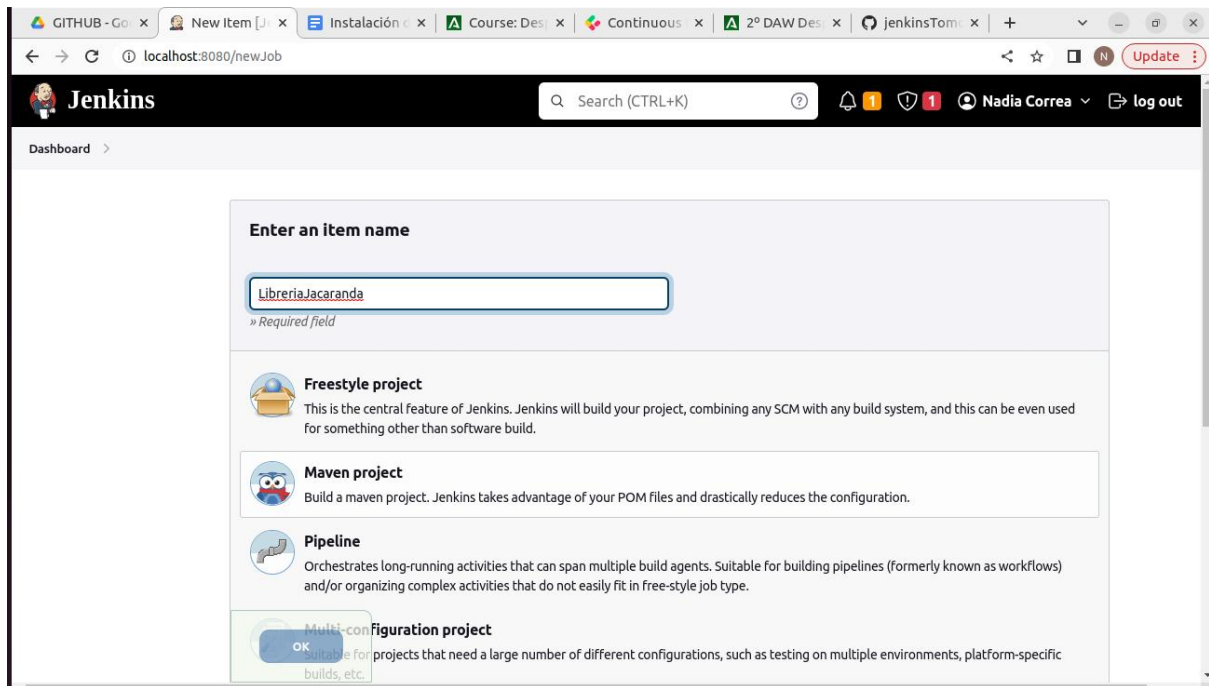 GITHUB - Go
New Item [J
Instalación
Course: Des
Continuous
2º DAW Des
jenkinsTom
localhost:8080/newJob
N
Update
Jenkins
Search (CTRL+K)
1
1
Nadia Correa
log out
Dashboard
Enter an item name
LibreriaJacaranda
» Required field
Freestyle project
This is the central feature of Jenkins. Jenkins will build your project, combining any SCM with any build system, and this can be even used
for something other than software build.
Maven project
Build a maven project. Jenkins takes advantage of your POM files and drastically reduces the configuration.
Pipeline
Orchestrates long-running activities that can span multiple build agents. Suitable for building pipelines (formerly known as workflows)
and/or organizing complex activities that do not easily fit in free-style job type.
Multi-configuration project
OK
Suitable for projects that need a large number of different configurations, such as testing on multiple environments, platform-specific
builds, etc.